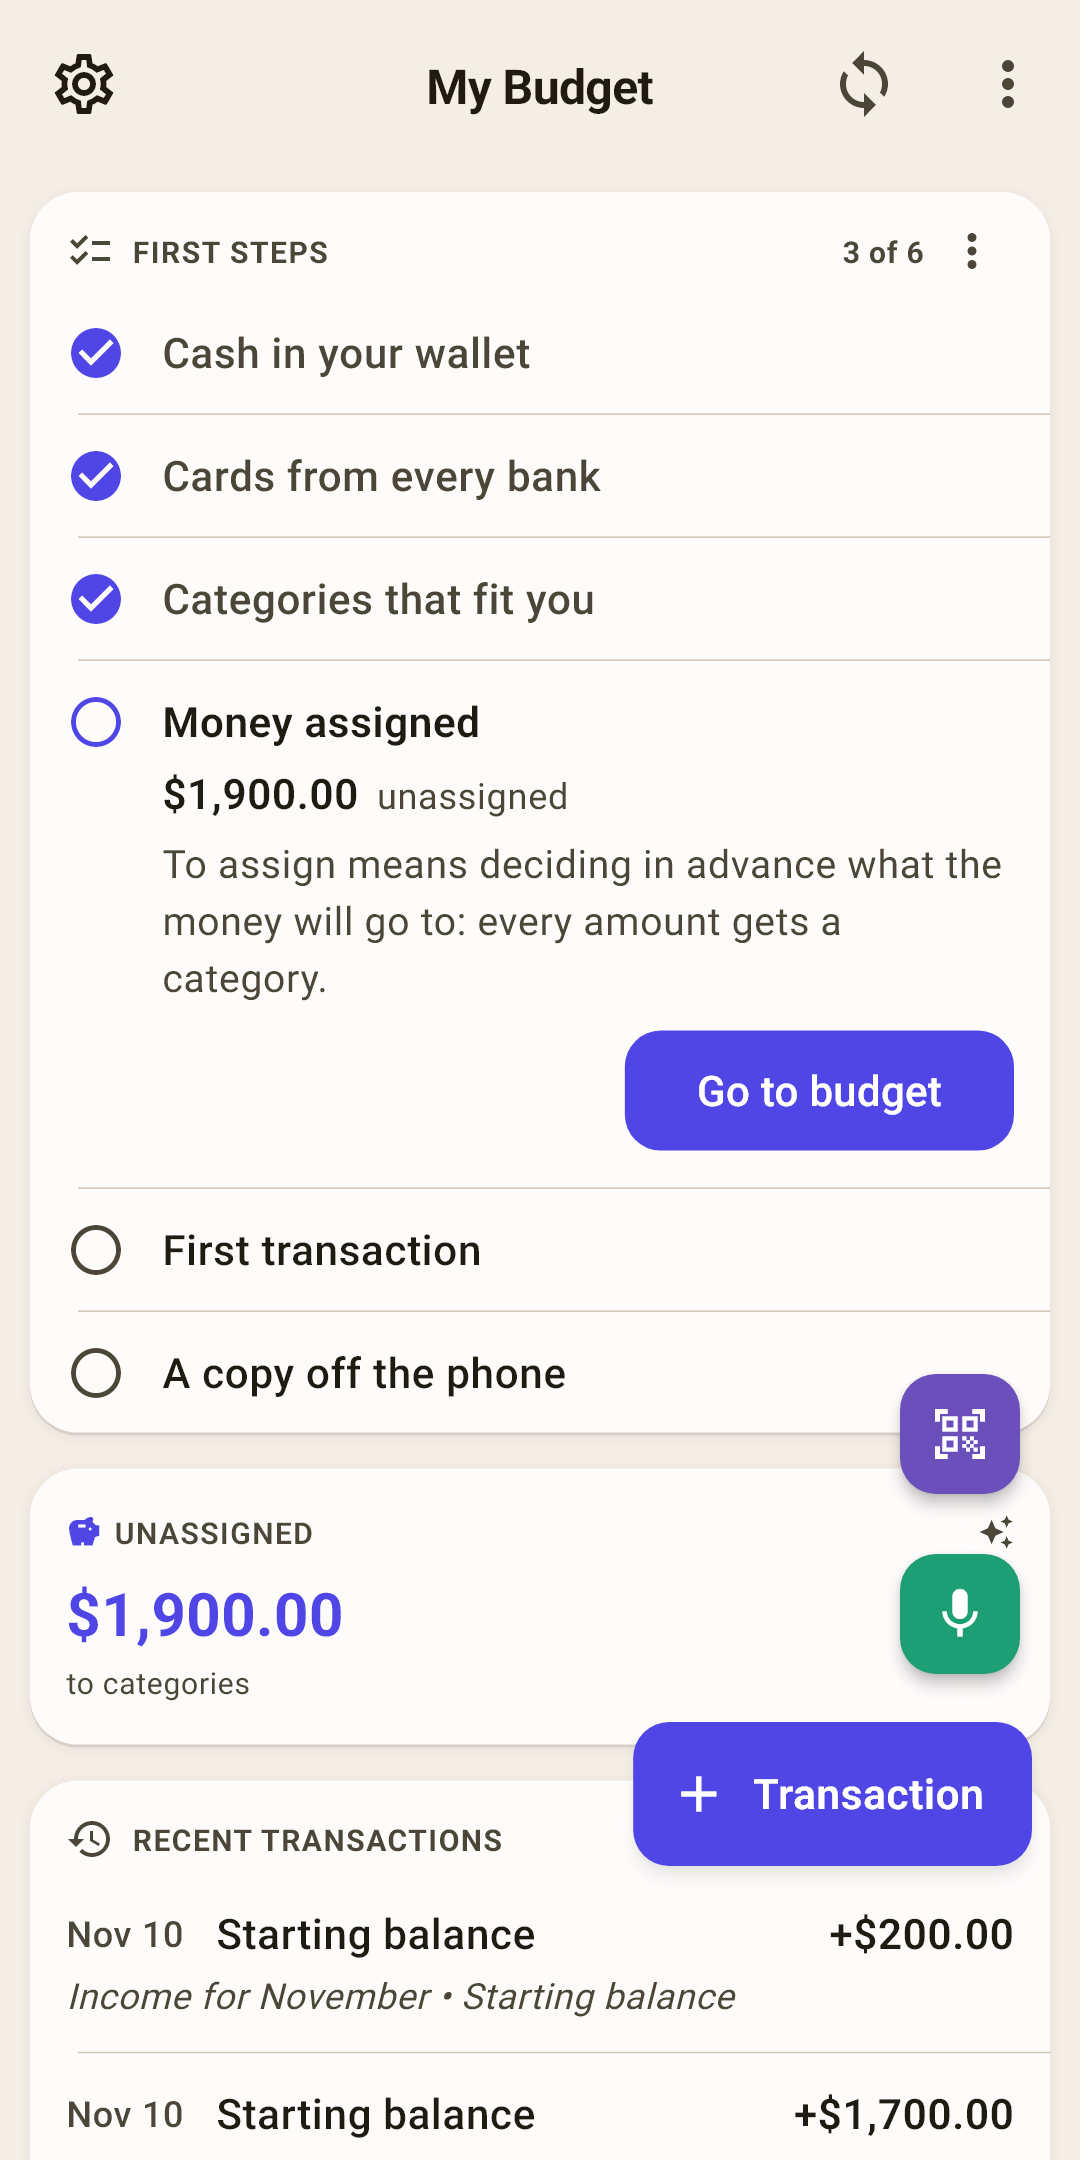 My Budget
FIRST STEPS
3 of 6
Cash in your wallet
Cards from every bank
Categories that fit you
Money assigned
$1,900.00 unassigned
To assign means deciding in advance what the
money will go to: every amount gets a
category.
Go to budget
First transaction
A copy off the phone
UNASSIGNED
$1,900.00
to categories
Transaction
RECENT TRANSACTIONS
Nov 10 Starting balance +$200.00
Income for November • Starting balance
Nov 10 Starting balance +$1,700.00